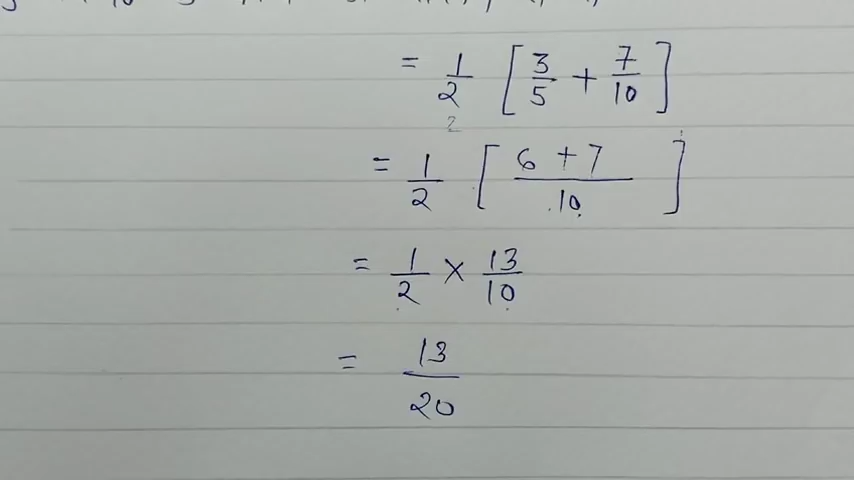 = 1/2 [3/5 + 7/10]
= 1/2 [6 + 7/10]
= 1/2 × 13/10
= 13/20